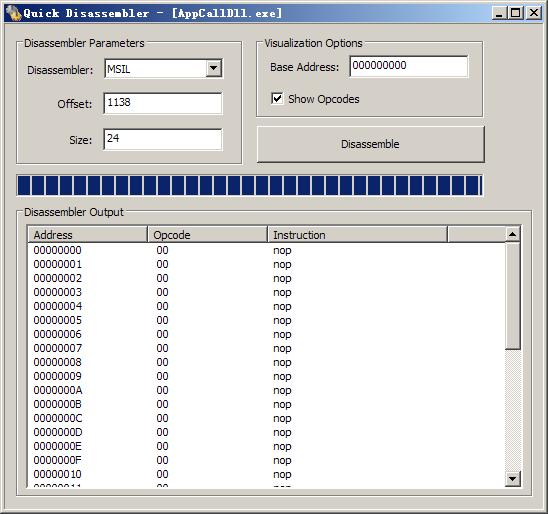 Quick Disassembler - [AppCallDll.exe]
Disassembler Parameters
Disassembler: MSIL
Offset: 1138
Size: 24
Visualization Options
Base Address: 000000000
Show Opcodes
Disassemble
Disassembler Output
Address Opcode Instruction
00000000 00 nop
00000001 00 nop
00000002 00 nop
00000003 00 nop
00000004 00 nop
00000005 00 nop
00000006 00 nop
00000007 00 nop
00000008 00 nop
00000009 00 nop
0000000A 00 nop
0000000B 00 nop
0000000C 00 nop
0000000D 00 nop
0000000E 00 nop
0000000F 00 nop
00000010 00 nop
00000011 00 nop